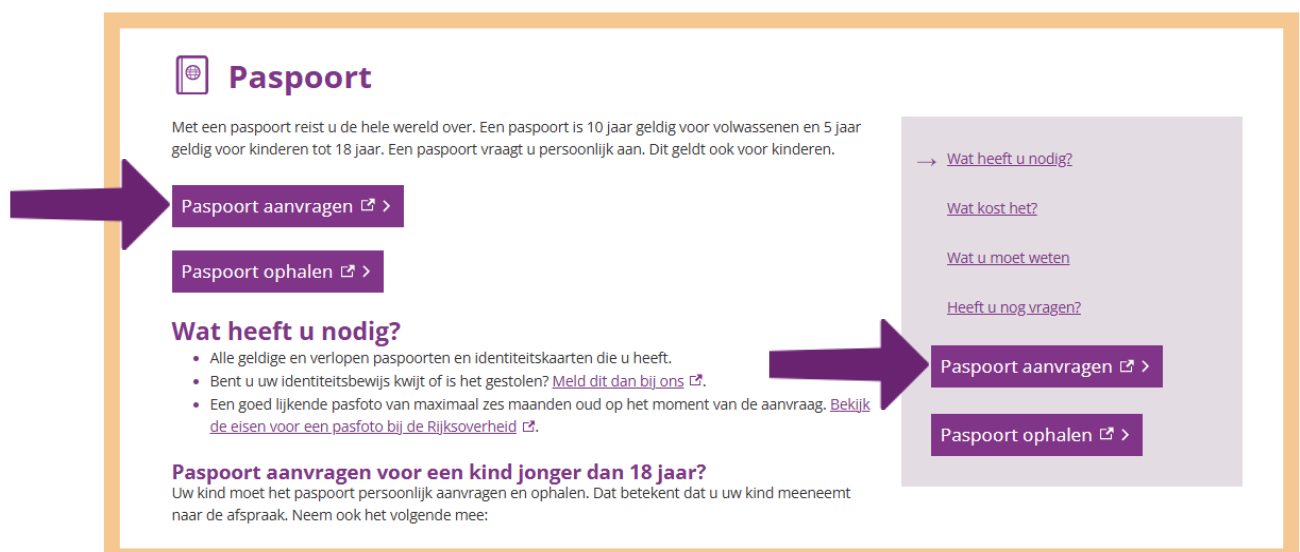 Paspoort
Met een paspoort reist u de hele wereld over. Een paspoort is 10 jaar geldig voor volwassenen en 5 jaar
geldig voor kinderen tot 18 jaar. Een paspoort vraagt u persoonlijk aan. Dit geldt ook voor kinderen.
Paspoort aanvragen
Paspoort ophalen
Wat heeft u nodig?
• Alle geldige en verlopen paspoorten en identiteitskaarten die u heeft.
• Bent u uw identiteitsbewijs kwijt of is het gestolen? Meld dit dan bij ons.
• Een goed lijkende pasfoto van maximaal zes maanden oud op het moment van de aanvraag. Bekijk
de eisen voor een pasfoto bij de Rijksoverheid.
Paspoort aanvragen voor een kind jonger dan 18 jaar?
Uw kind moet het paspoort persoonlijk aanvragen en ophalen. Dat betekent dat u uw kind meeneemt
naar de afspraak. Neem ook het volgende mee:
→ Wat heeft u nodig?
Wat kost het?
Wat u moet weten
Heeft u nog vragen?
Paspoort aanvragen
Paspoort ophalen